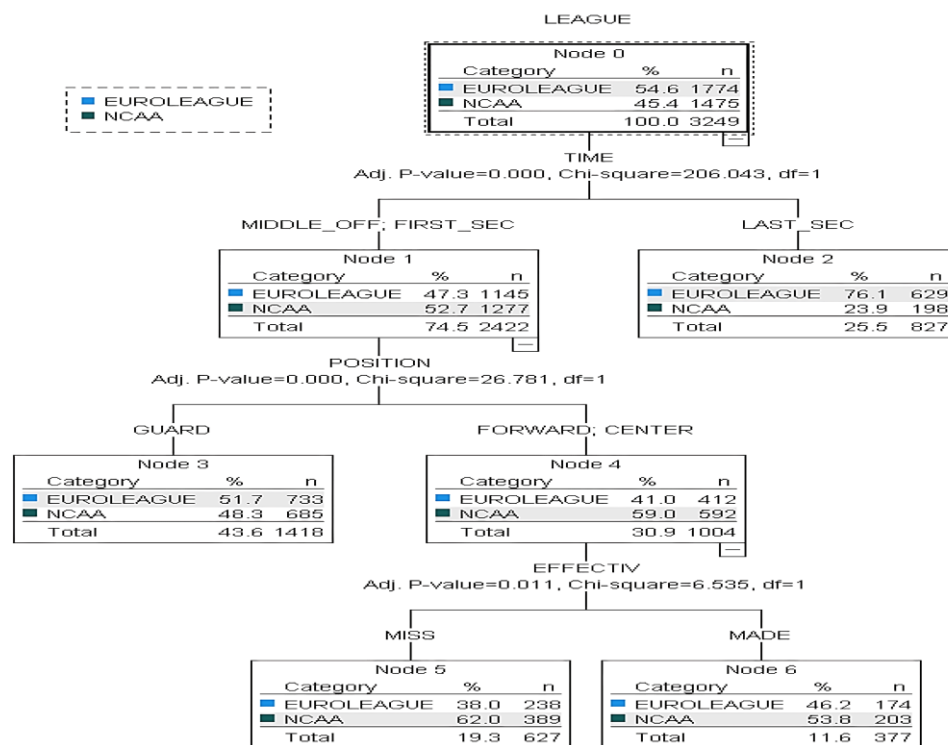 LEAGUE
Node 0
Category % n
EUROLEAGUE 54.6 1774
NCAA 45.4 1475
Total 100.0 3249
EUROLEAGUE
NCAA
TIME
Adj. P-value=0.000, Chi-square=206.043, df=1
MIDDLE_OFF; FIRST_SEC
LAST_SEC
Node 1
Category % n
EUROLEAGUE 47.3 1145
NCAA 52.7 1277
Total 74.5 2422
Node 2
Category % n
EUROLEAGUE 76.1 629
NCAA 23.9 198
Total 25.5 827
POSITION
Adj. P-value=0.000, Chi-square=26.781, df=1
GUARD
FORWARD; CENTER
Node 3
Category % n
EUROLEAGUE 51.7 733
NCAA 48.3 685
Total 43.6 1418
Node 4
Category % n
EUROLEAGUE 41.0 412
NCAA 59.0 592
Total 30.9 1004
EFFECTIV
Adj. P-value=0.011, Chi-square=6.535, df=1
MISS
MADE
Node 5
Category % n
EUROLEAGUE 38.0 238
NCAA 62.0 389
Total 19.3 627
Node 6
Category % n
EUROLEAGUE 46.2 174
NCAA 53.8 203
Total 11.6 377